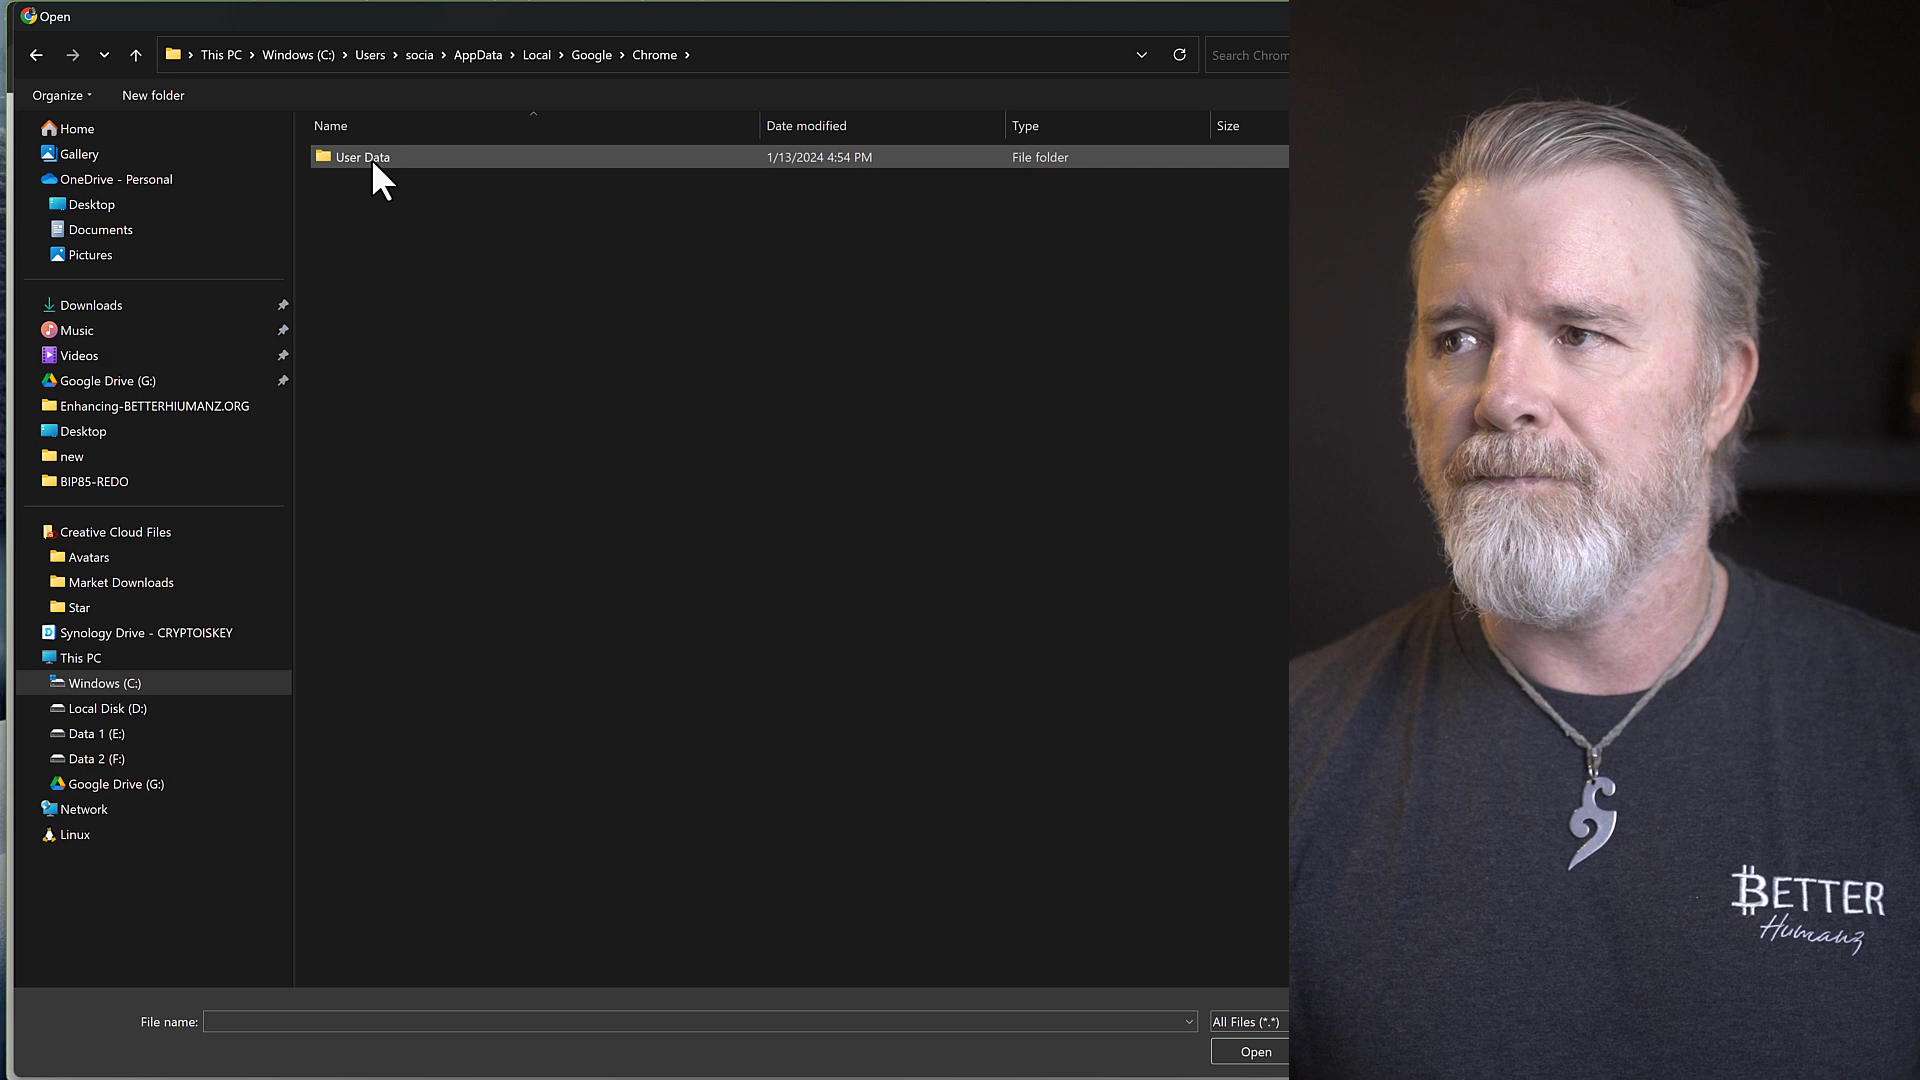 Open
This PC > Windows (C:) > Users > socia > AppData > Local > Google > Chrome >
Search Chrom
Organize
New folder
Name
Date modified
Type
Size
User Data
1/13/2024 4:54 PM
File folder
Home
Gallery
OneDrive - Personal
Desktop
Documents
Pictures
Downloads
Music
Videos
Google Drive (G:)
Enhancing-BETTERHIUMANZ.ORG
Desktop
new
BIP85-REDO
Creative Cloud Files
Avatars
Market Downloads
Star
Synology Drive - CRYPTOISKEY
This PC
Windows (C:)
Local Disk (D:)
Data 1 (E:)
Data 2 (F:)
Google Drive (G:)
Network
Linux
File name:
All Files (*.*)
Open
₿ETTER
Humanz